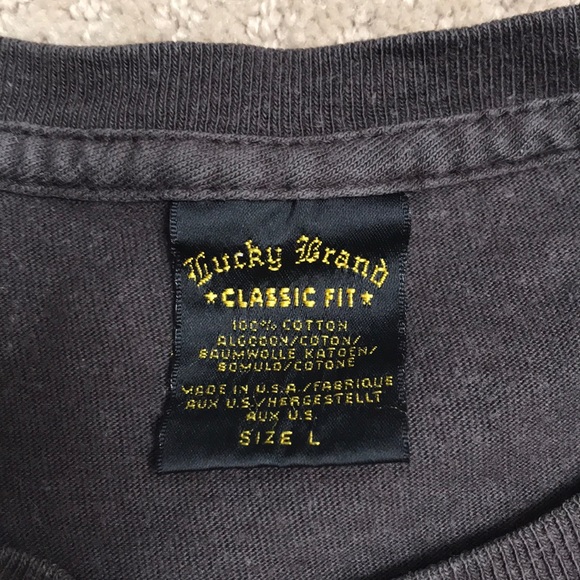 Lucky Brand
★ CLASSIC FIT ★
100% COTTON
ALGODON/COTON/
BAUMWOLLE KATOEN/
BOMULD/COTONE
MADE IN U.S.A./FABRIQUE
AUX U.S./HERGESTELLT
AUX U.S.
SIZE L